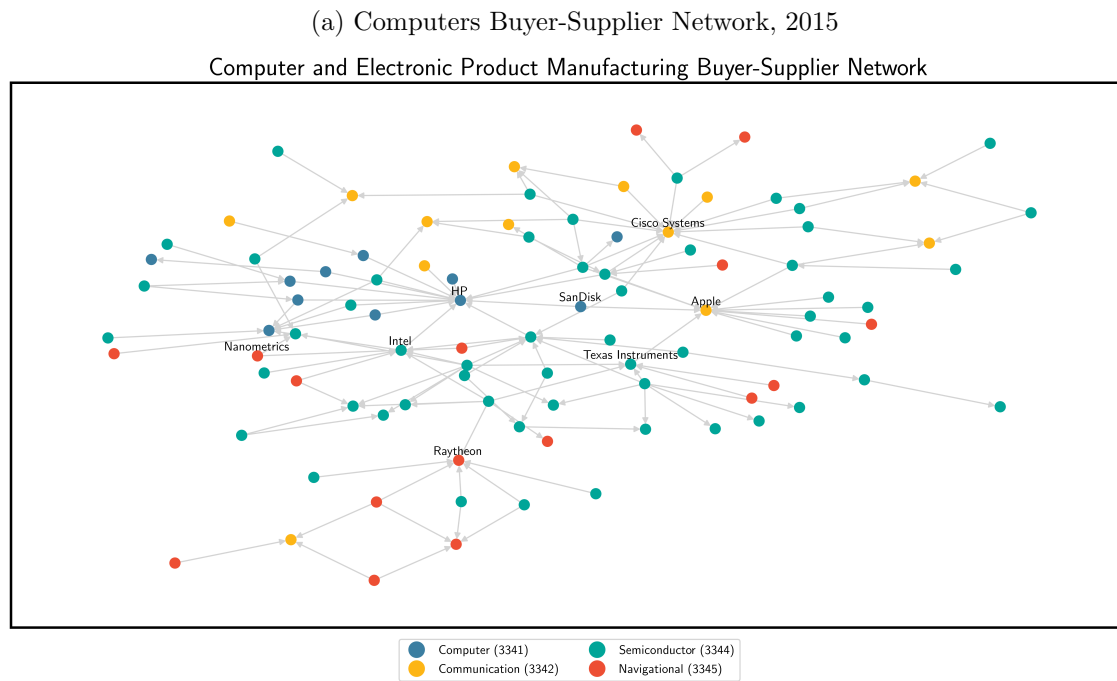 (a) Computers Buyer-Supplier Network, 2015
Computer and Electronic Product Manufacturing Buyer-Supplier Network
Cisco Systems
HP
SanDisk
Apple
Nanometrics
Intel
Texas Instruments
Raytheon
Computer (3341)
Communication (3342)
Semiconductor (3344)
Navigational (3345)